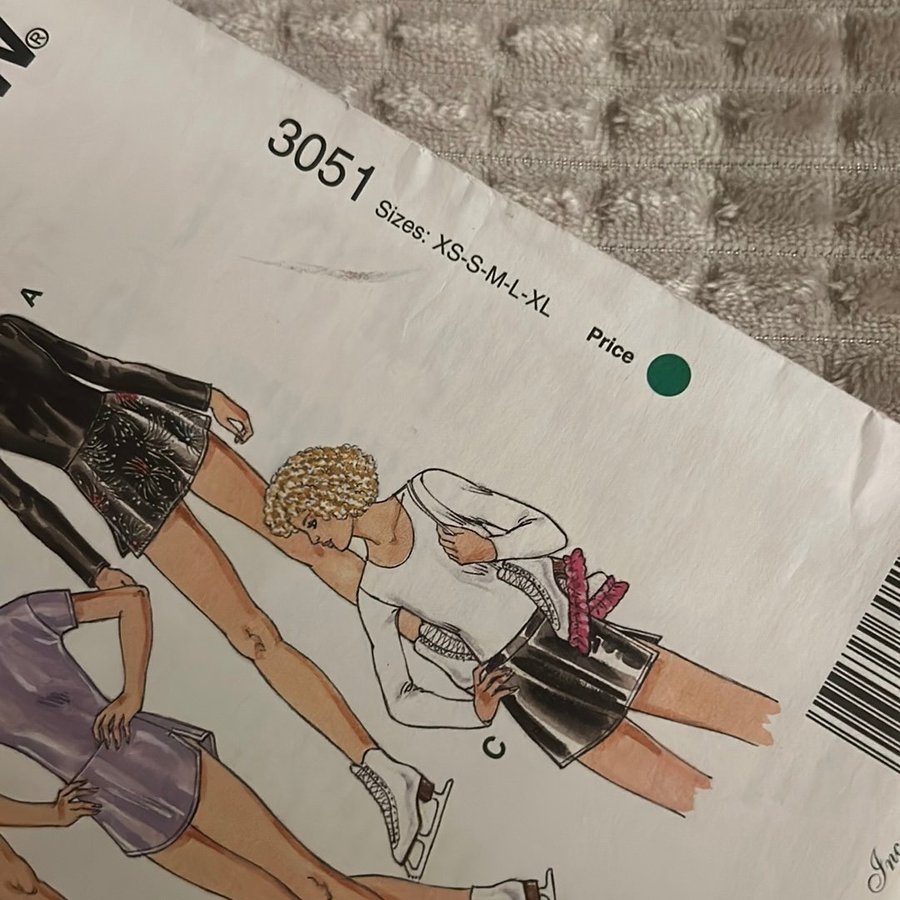 ®
3051
Sizes: XS-S-M-L-XL
Price
A
C